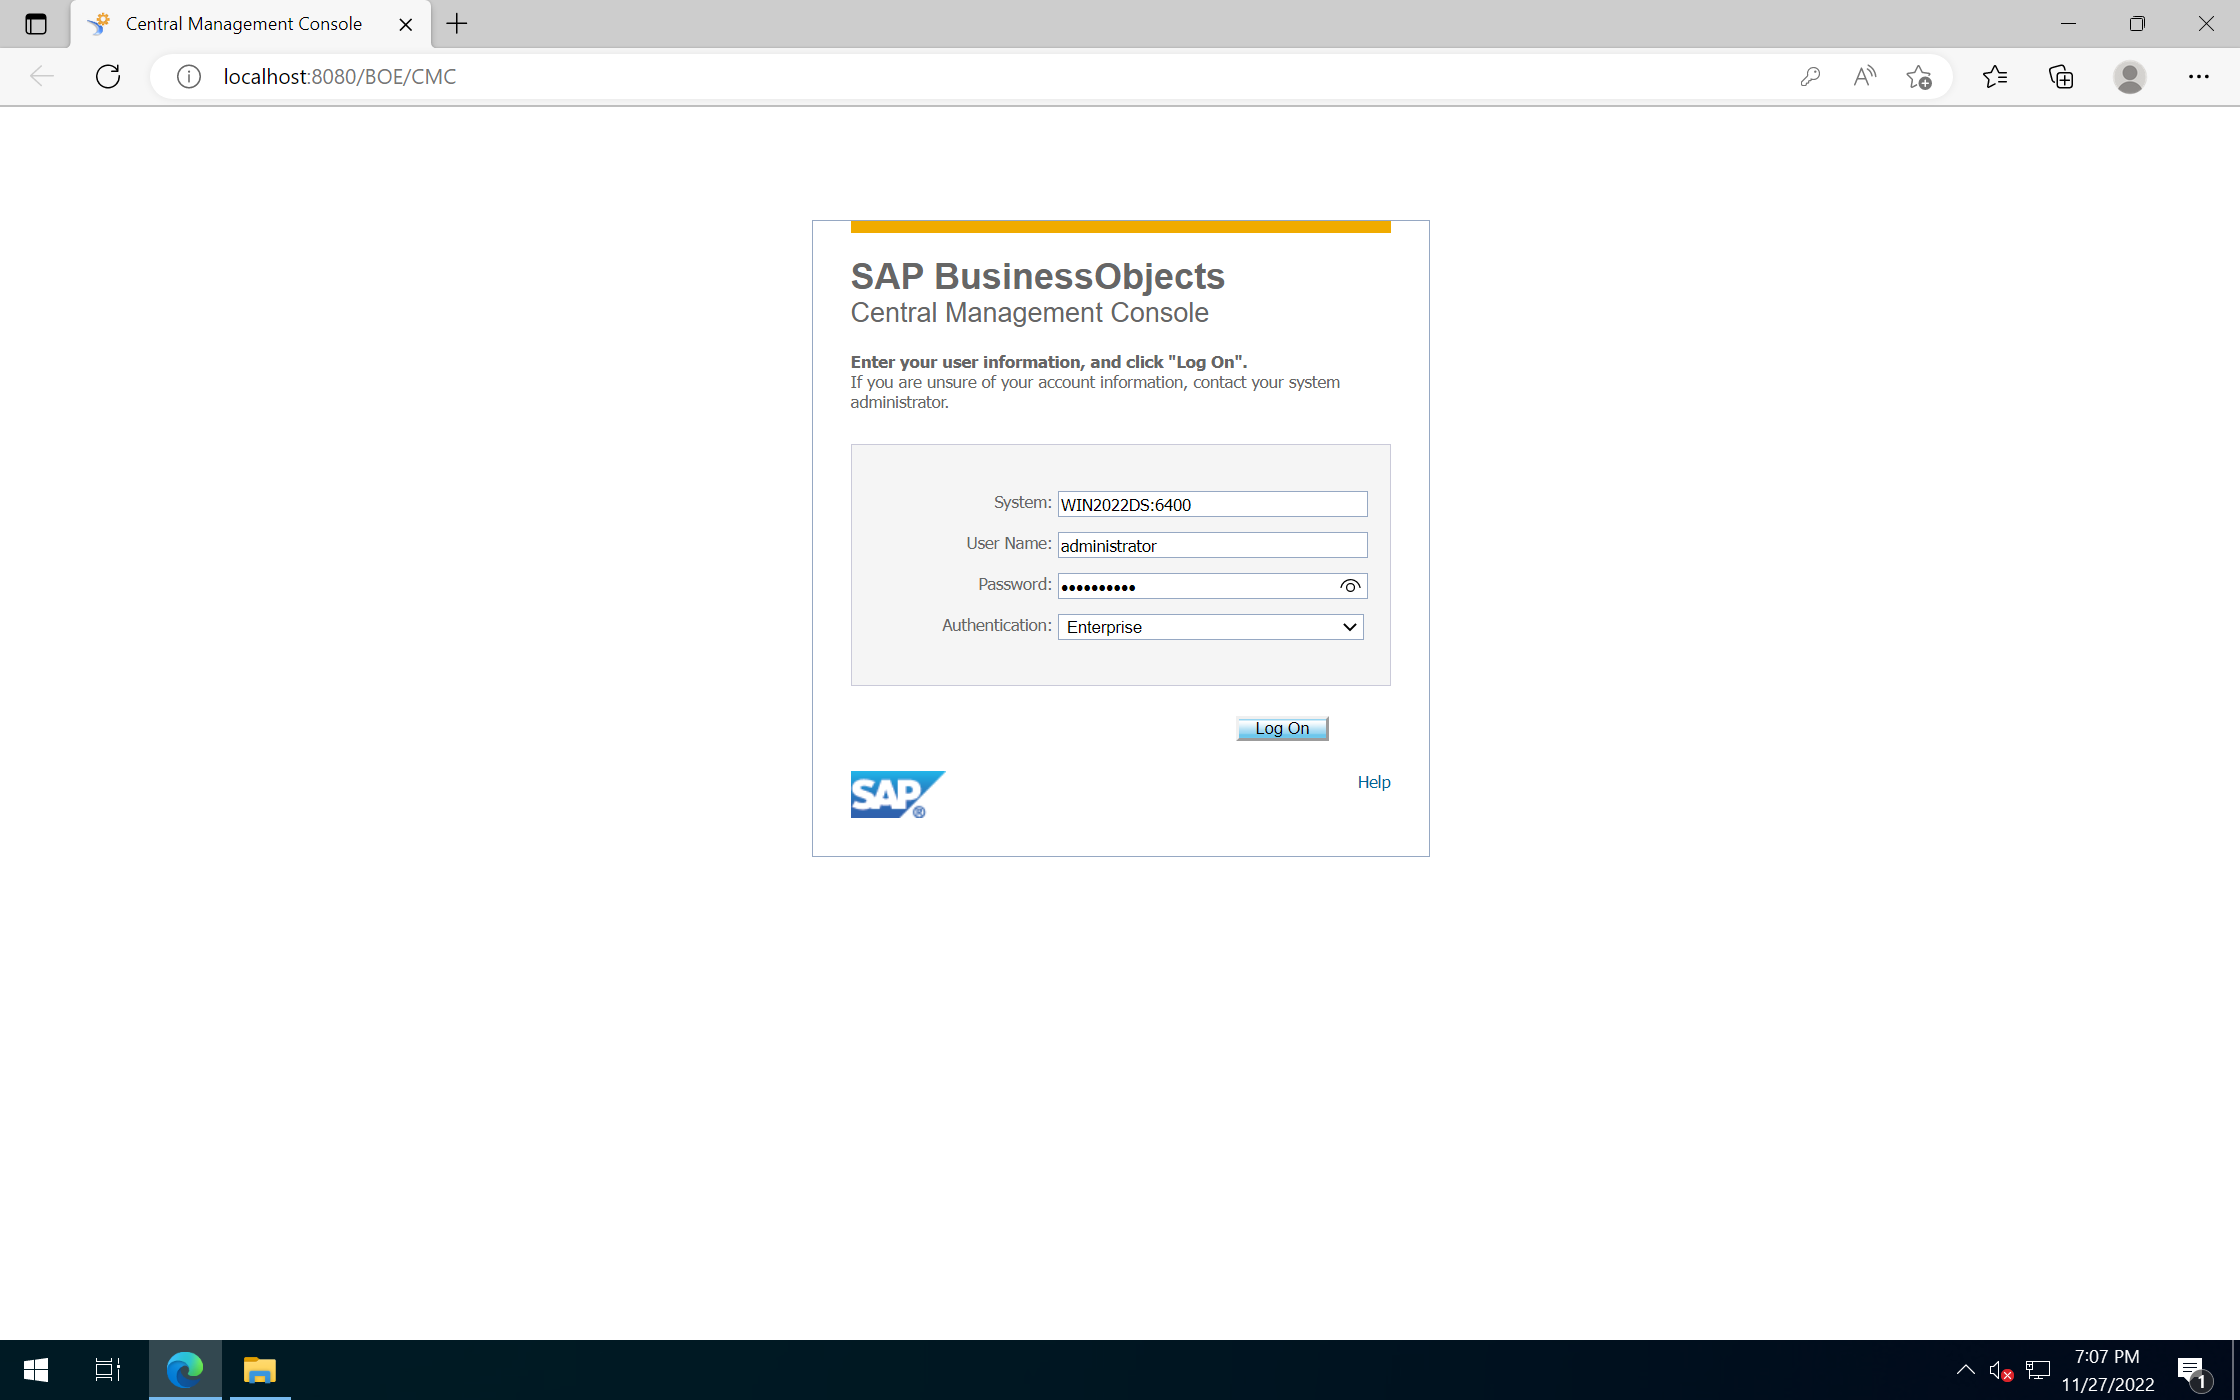 Central Management Console
localhost:8080/BOE/CMC
SAP BusinessObjects
Central Management Console
Enter your user information, and click "Log On".
If you are unsure of your account information, contact your system
administrator.
System: WIN2022DS:6400
User Name: administrator
Password: ••••••••••
Authentication: Enterprise
Log On
SAP®
Help
7:07 PM
11/27/2022
1